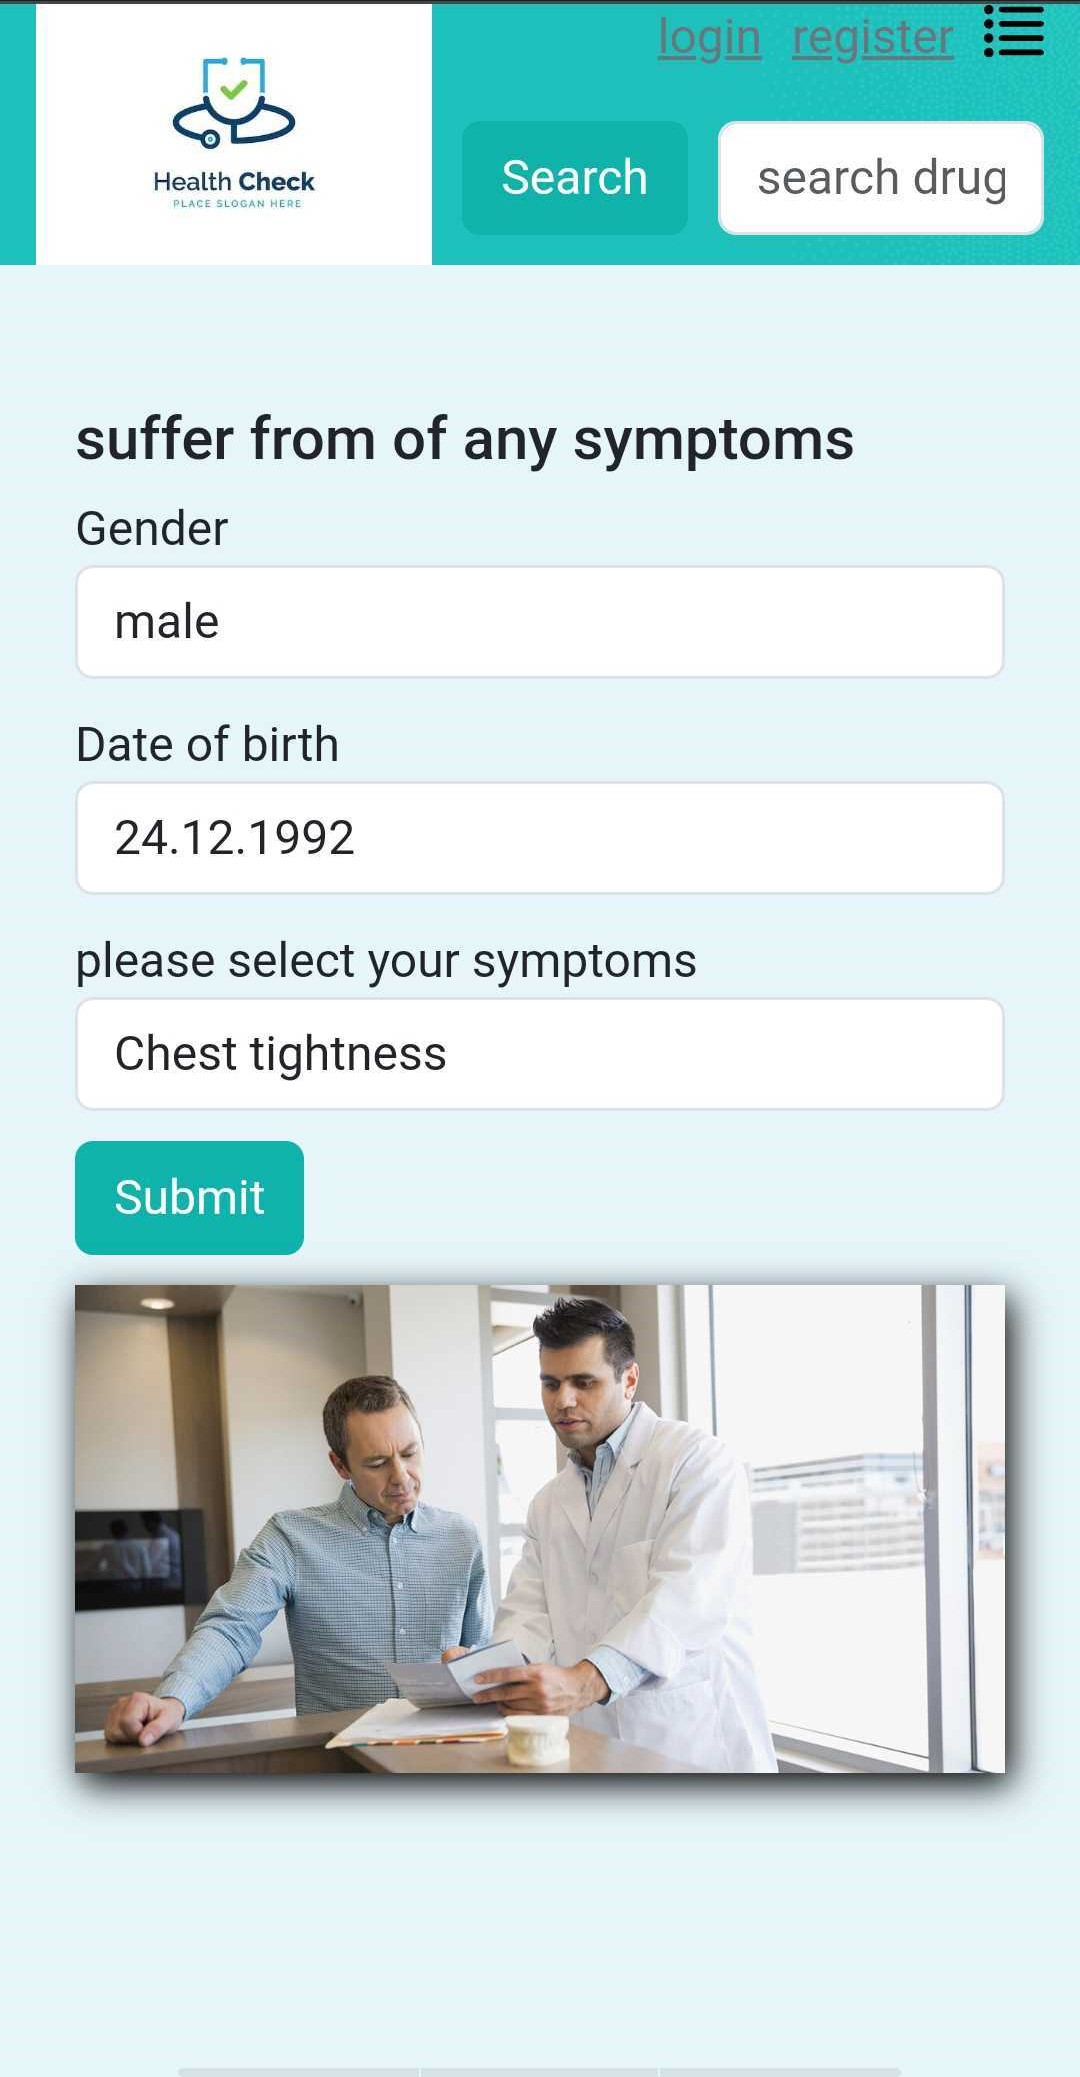 login register
Health Check
PLACE SLOGAN HERE
Search
search drug
suffer from of any symptoms
Gender
male
Date of birth
24.12.1992
please select your symptoms
Chest tightness
Submit